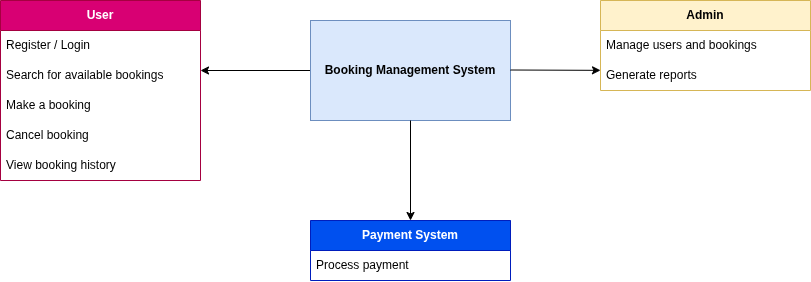 User
Register / Login
Search for available bookings
Make a booking
Cancel booking
View booking history
Booking Management System
Admin
Manage users and bookings
Generate reports
Payment System
Process payment